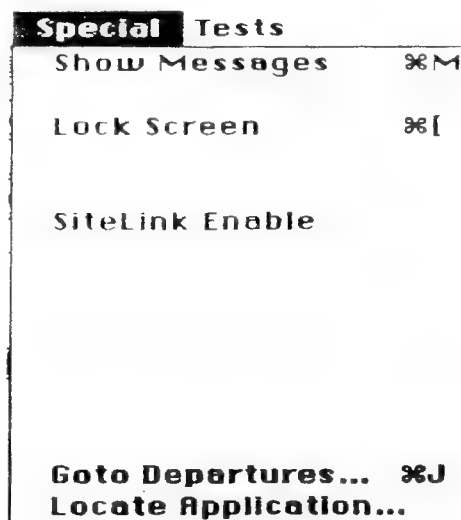 Special Tests
Show Messages ⌘M
Lock Screen ⌘[
SiteLink Enable
Goto Departures... ⌘J
Locate Application...